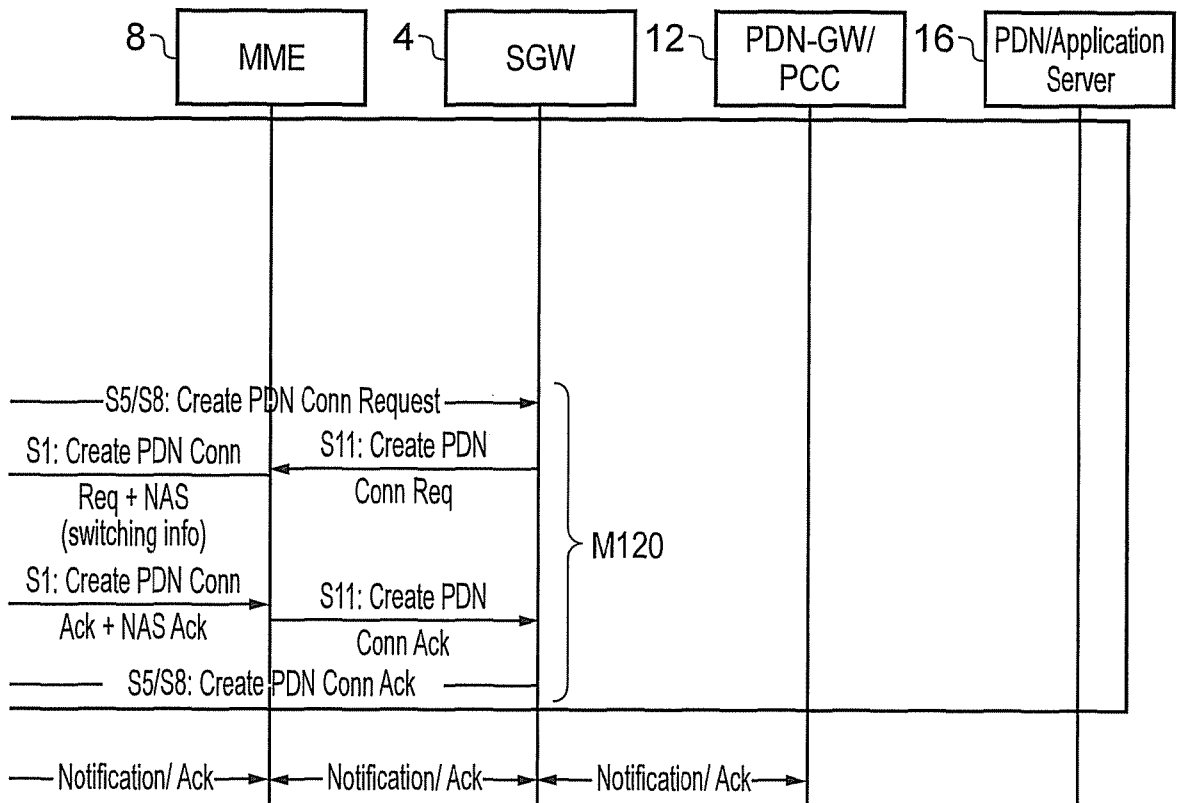 8
MME
4
SGW
12
PDN-GW/
PCC
16
PDN/Application
Server
S5/S8: Create PDN Conn Request
S1: Create PDN Conn
Req + NAS
(switching info)
S11: Create PDN
Conn Req
M120
S1: Create PDN Conn
Ack + NAS Ack
S11: Create PDN
Conn Ack
S5/S8: Create PDN Conn Ack
Notification/ Ack
Notification/ Ack
Notification/ Ack